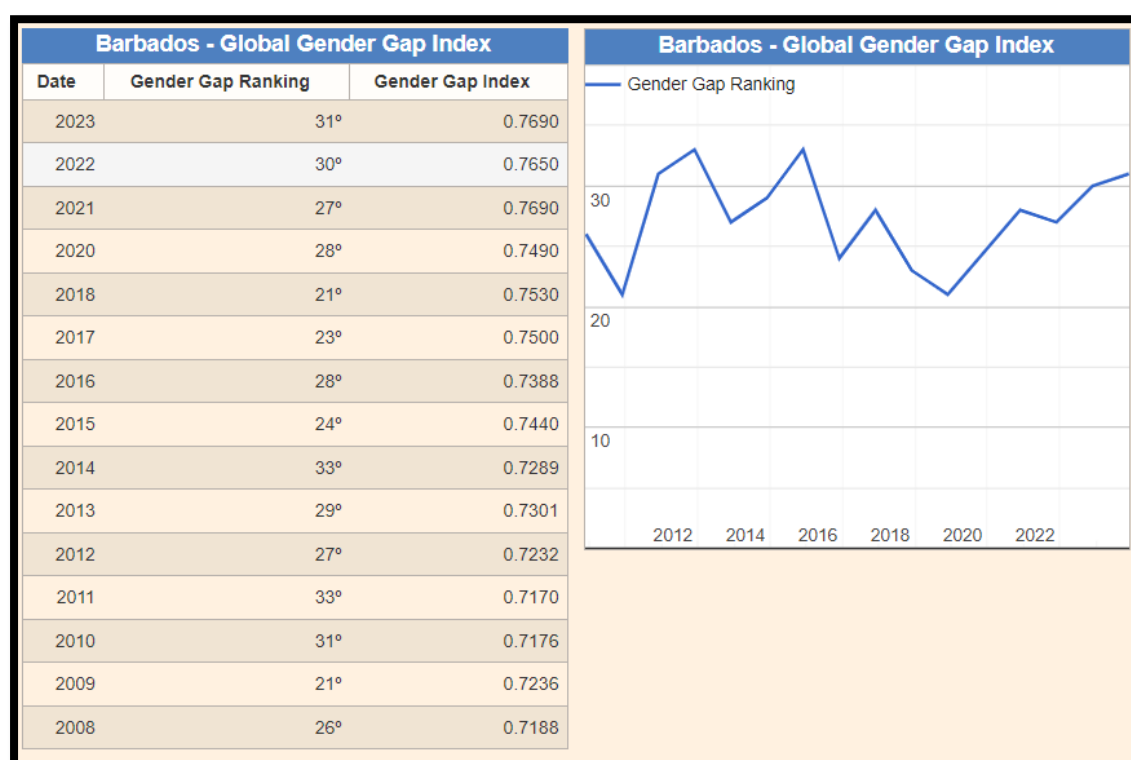 Barbados - Global Gender Gap Index
Date Gender Gap Ranking Gender Gap Index
2023 31º 0.7690
2022 30º 0.7650
2021 27º 0.7690
2020 28º 0.7490
2018 21º 0.7530
2017 23º 0.7500
2016 28º 0.7388
2015 24º 0.7440
2014 33º 0.7289
2013 29º 0.7301
2012 27º 0.7232
2011 33º 0.7170
2010 31º 0.7176
2009 21º 0.7236
2008 26º 0.7188
Barbados - Global Gender Gap Index
Gender Gap Ranking
30
20
10
2012 2014 2016 2018 2020 2022